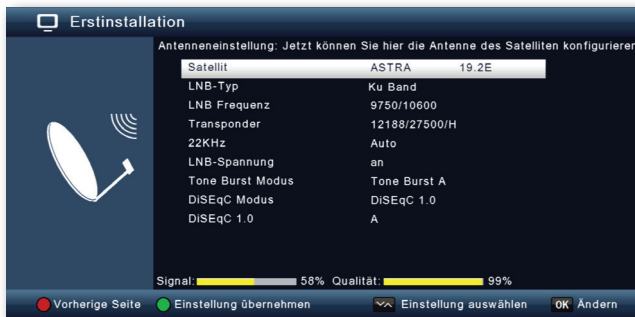 Erstinstallation
Antenneneinstellung: Jetzt können Sie hier die Antenne des Satelliten konfigurieren
Satellit ASTRA 19.2E
LNB-Typ Ku Band
LNB Frequenz 9750/10600
Transponder 12188/27500/H
22KHz Auto
LNB-Spannung an
Tone Burst Modus Tone Burst A
DiSEqC Modus DiSEqC 1.0
DiSEqC 1.0 A
Signal: 58% Qualität: 99%
Vorherige Seite Einstellung übernehmen Einstellung auswählen OK Ändern